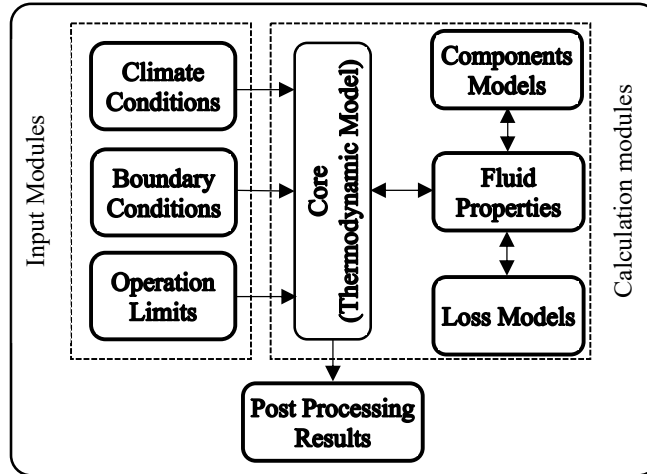 Input Modules
Climate
Conditions
Boundary
Conditions
Operation
Limits
Core
(Thermodynamic Model)
Components
Models
Fluid
Properties
Loss Models
Calculation modules
Post Processing
Results